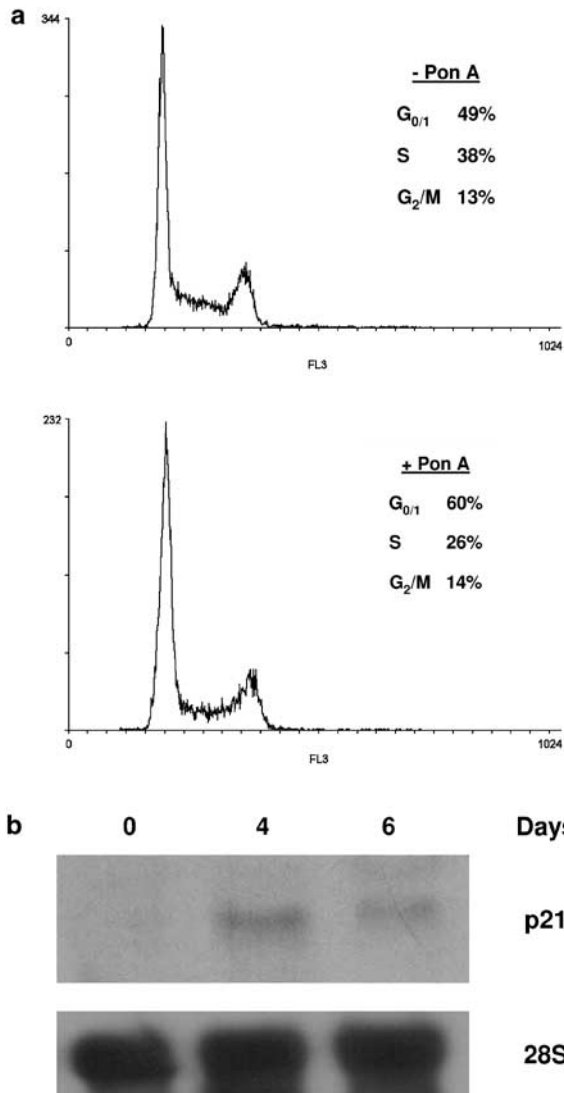 a
344
- Pon A
G0/1 49%
S 38%
G2/M 13%
0 1024
FL3
232
+ Pon A
G0/1 60%
S 26%
G2/M 14%
0 1024
FL3
b 0 4 6 Days
p21
28S